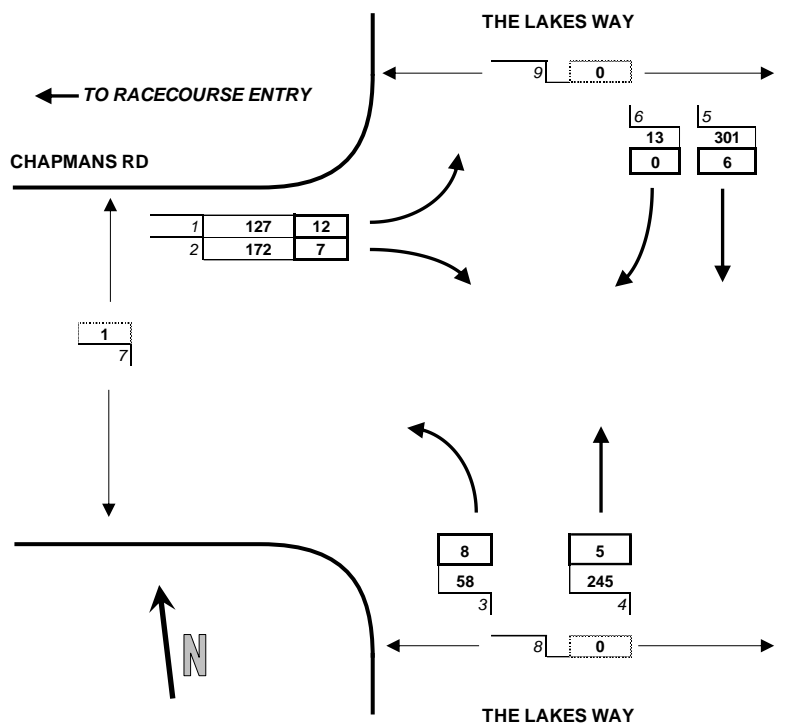 THE LAKES WAY
9 0
TO RACECOURSE ENTRY
6 5
13 301
0 6
CHAPMANS RD
1 127 12
2 172 7
1
7
8 5
58 245
3 4
N
8 0
THE LAKES WAY